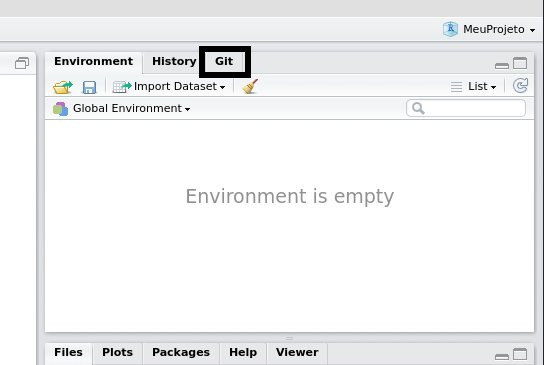 MeuProjeto
Environment History Git
Import Dataset List
Global Environment
Environment is empty
Files Plots Packages Help Viewer